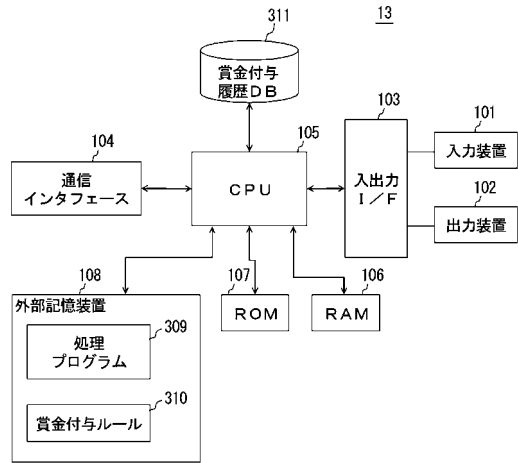 13
311
賞金付与
履歴DB
103
101
入力装置
105
104
CPU
通信
インタフェース
入出力
I/F
102
出力装置
108
107
106
外部記憶装置
ROM
RAM
309
処理
プログラム
310
賞金付与ルール